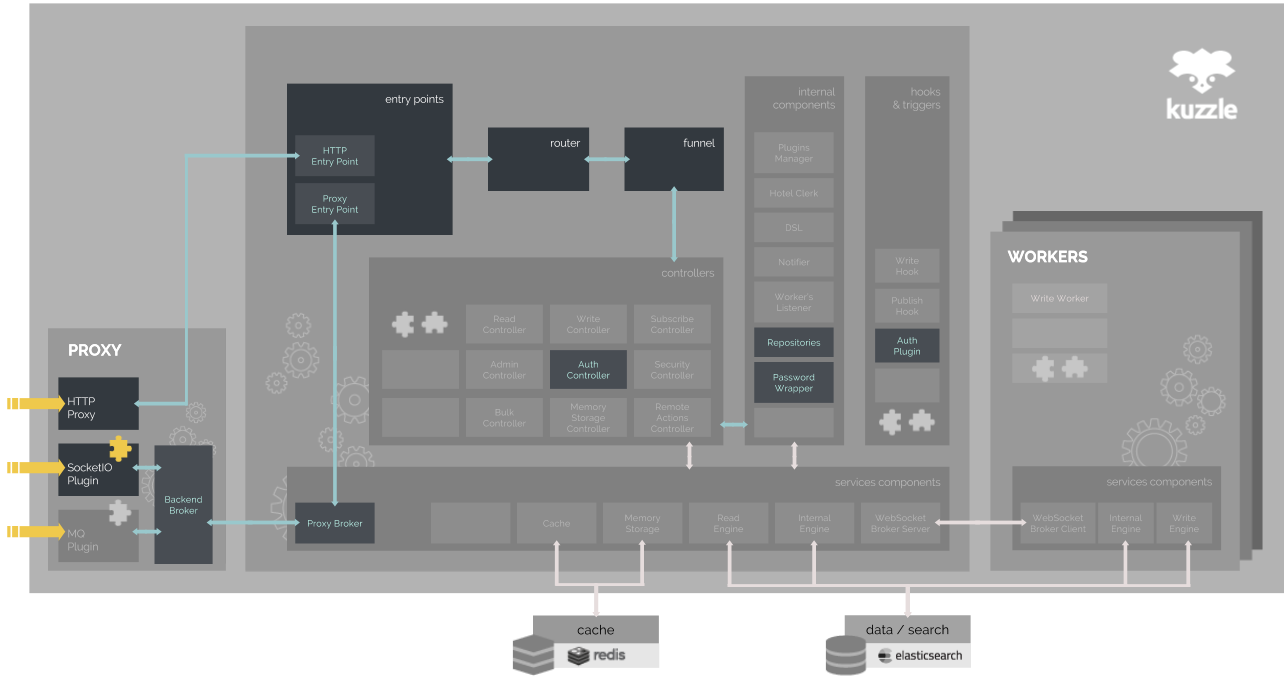 kuzzle
entry points
HTTP
Entry Point
Proxy
Entry Point
router
funnel
internal
components
Plugins
Manager
Hotel Clerk
DSL
Notifier
Worker's
Listener
Repositories
Password
Wrapper
hooks
& triggers
Write
Hook
Publish
Hook
Auth
Plugin
controllers
Read
Controller
Write
Controller
Subscribe
Controller
Admin
Controller
Auth
Controller
Security
Controller
Bulk
Controller
Memory
Storage
Controller
Remote
Actions
Controller
PROXY
HTTP
Proxy
SocketIO
Plugin
MQ
Plugin
Backend
Broker
services components
Proxy Broker
Cache
Memory
Storage
Read
Engine
Internal
Engine
WebSocket
Broker Server
WORKERS
Write Worker
services components
WebSocket
Broker Client
Internal
Engine
Write
Engine
cache
redis
data / search
elasticsearch